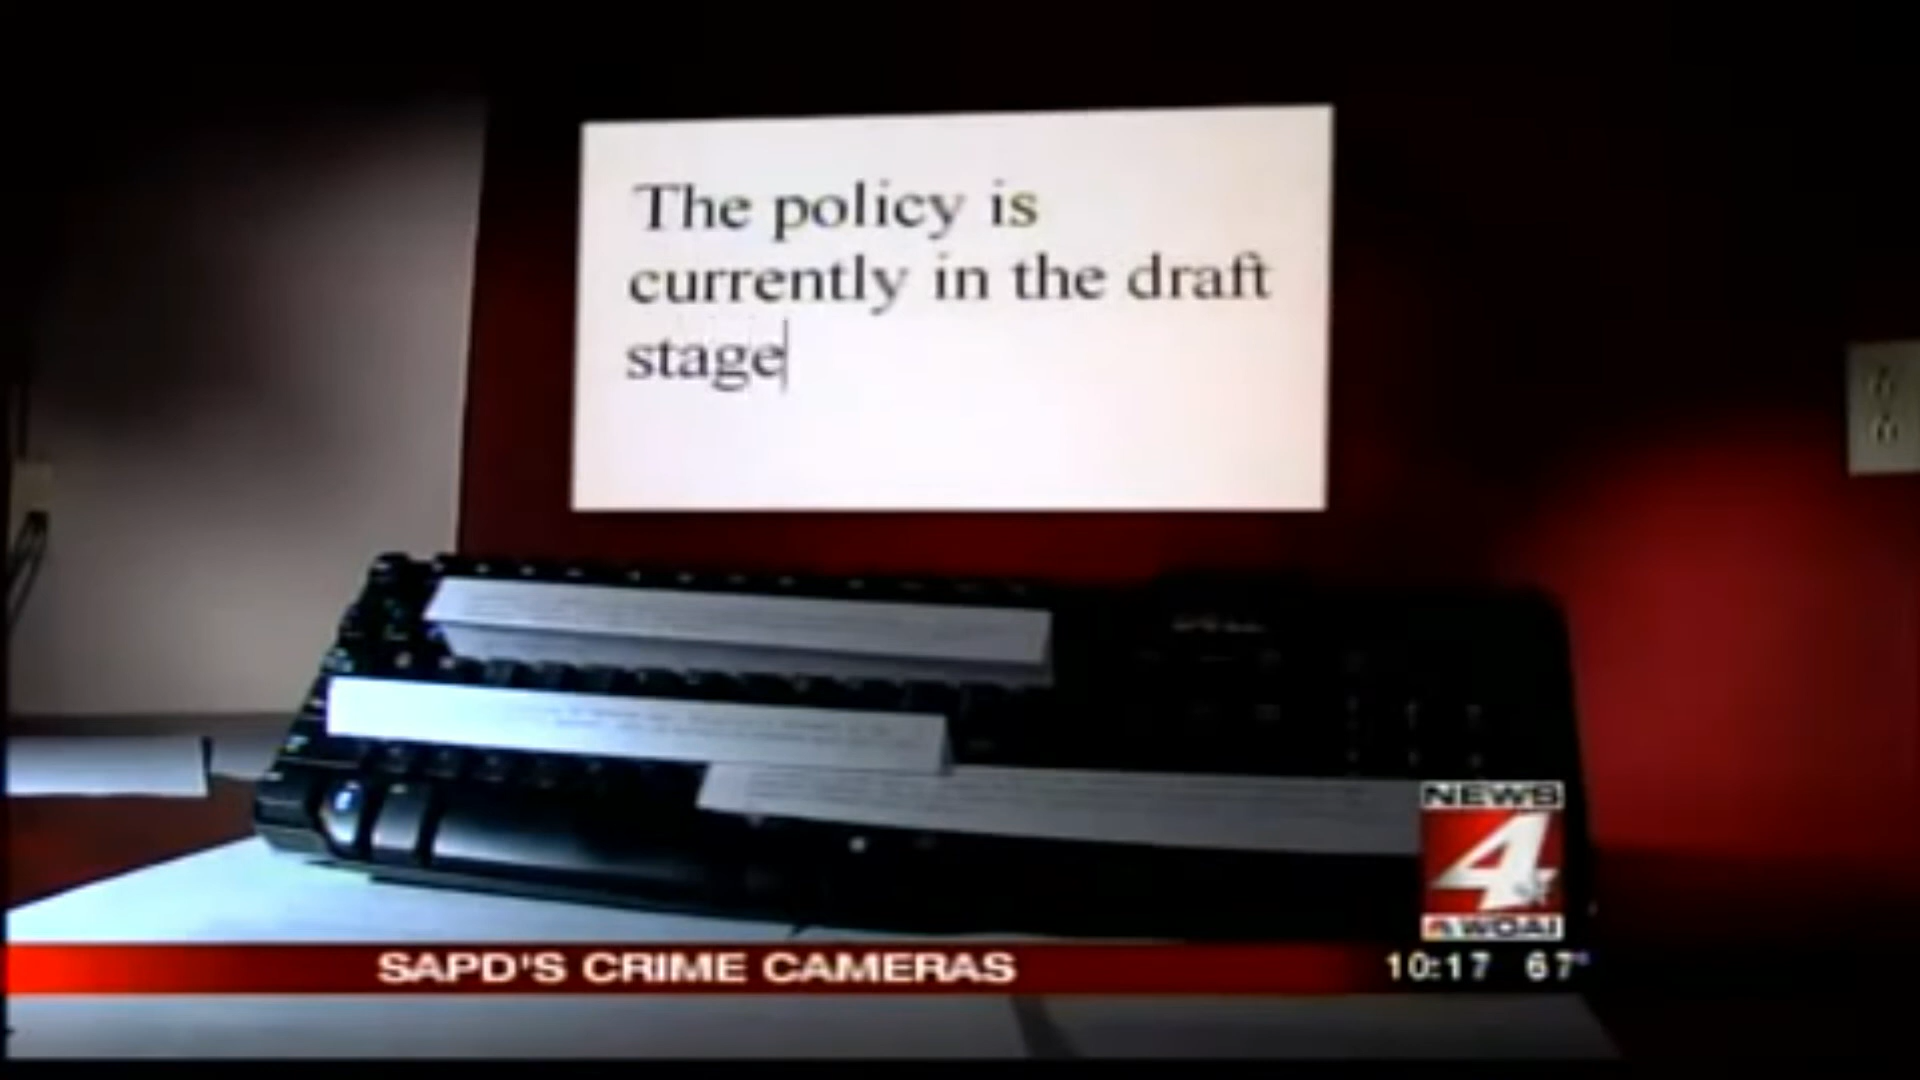 The policy is
currently in the draft
stage
NEWS
4
WOAI
SAPD'S CRIME CAMERAS
10:17 67°